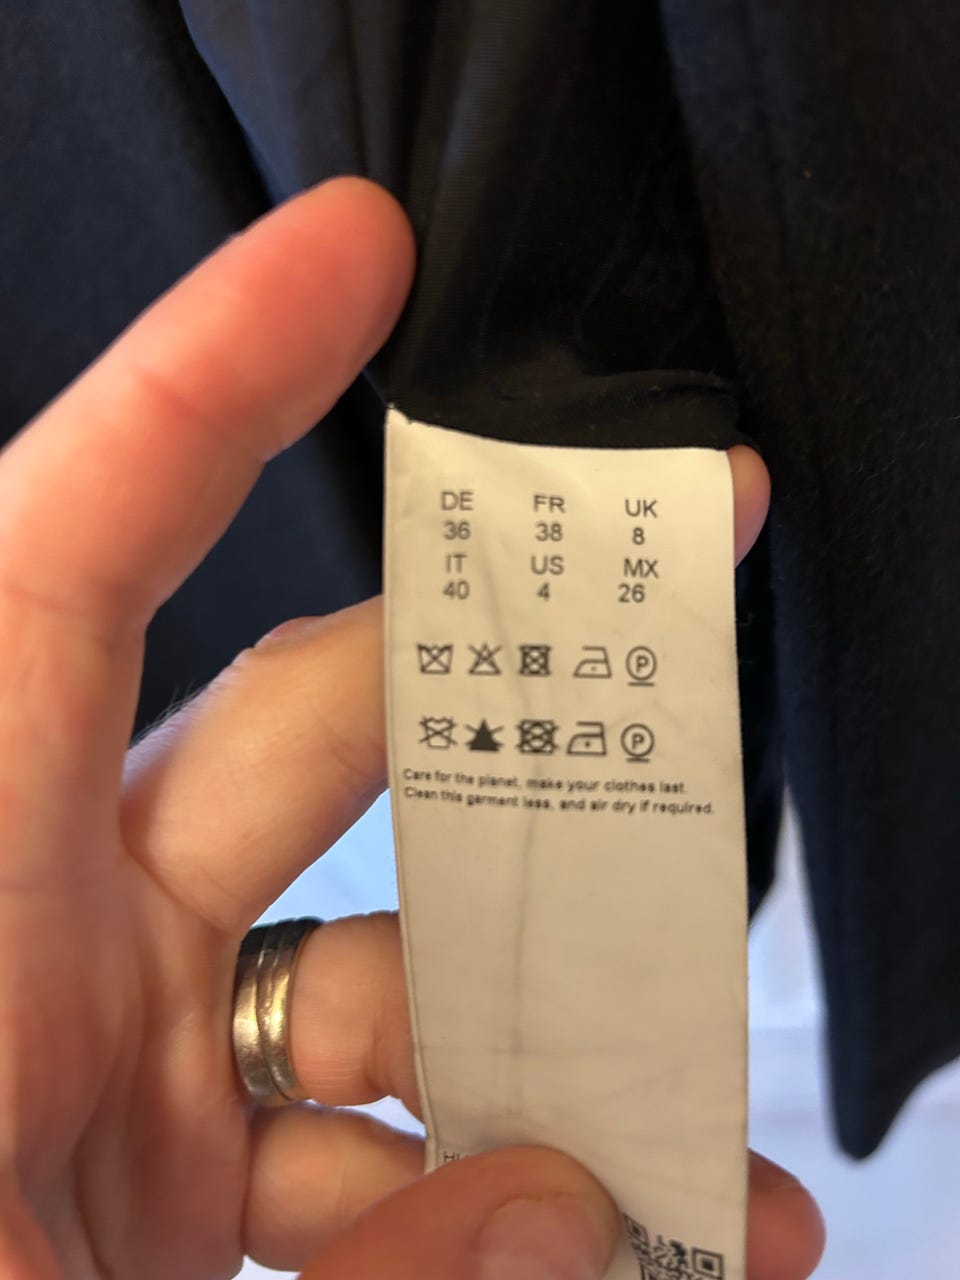 DE FR UK
36 38 8
IT US MX
40 4 26
P
P
Care for the planet, make your clothes last.
Clean this garment less, and air dry if required.